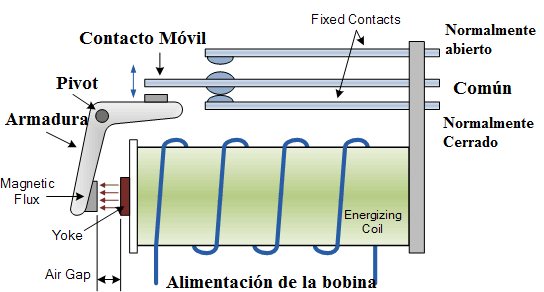 Fixed Contacts
Normalmente
abierto
Contacto Móvil
Común
Pivot
Armadura
Normalmente
Cerrado
Magnetic
Flux
Energizing
Coil
Yoke
Air Gap
Alimentación de la bobina